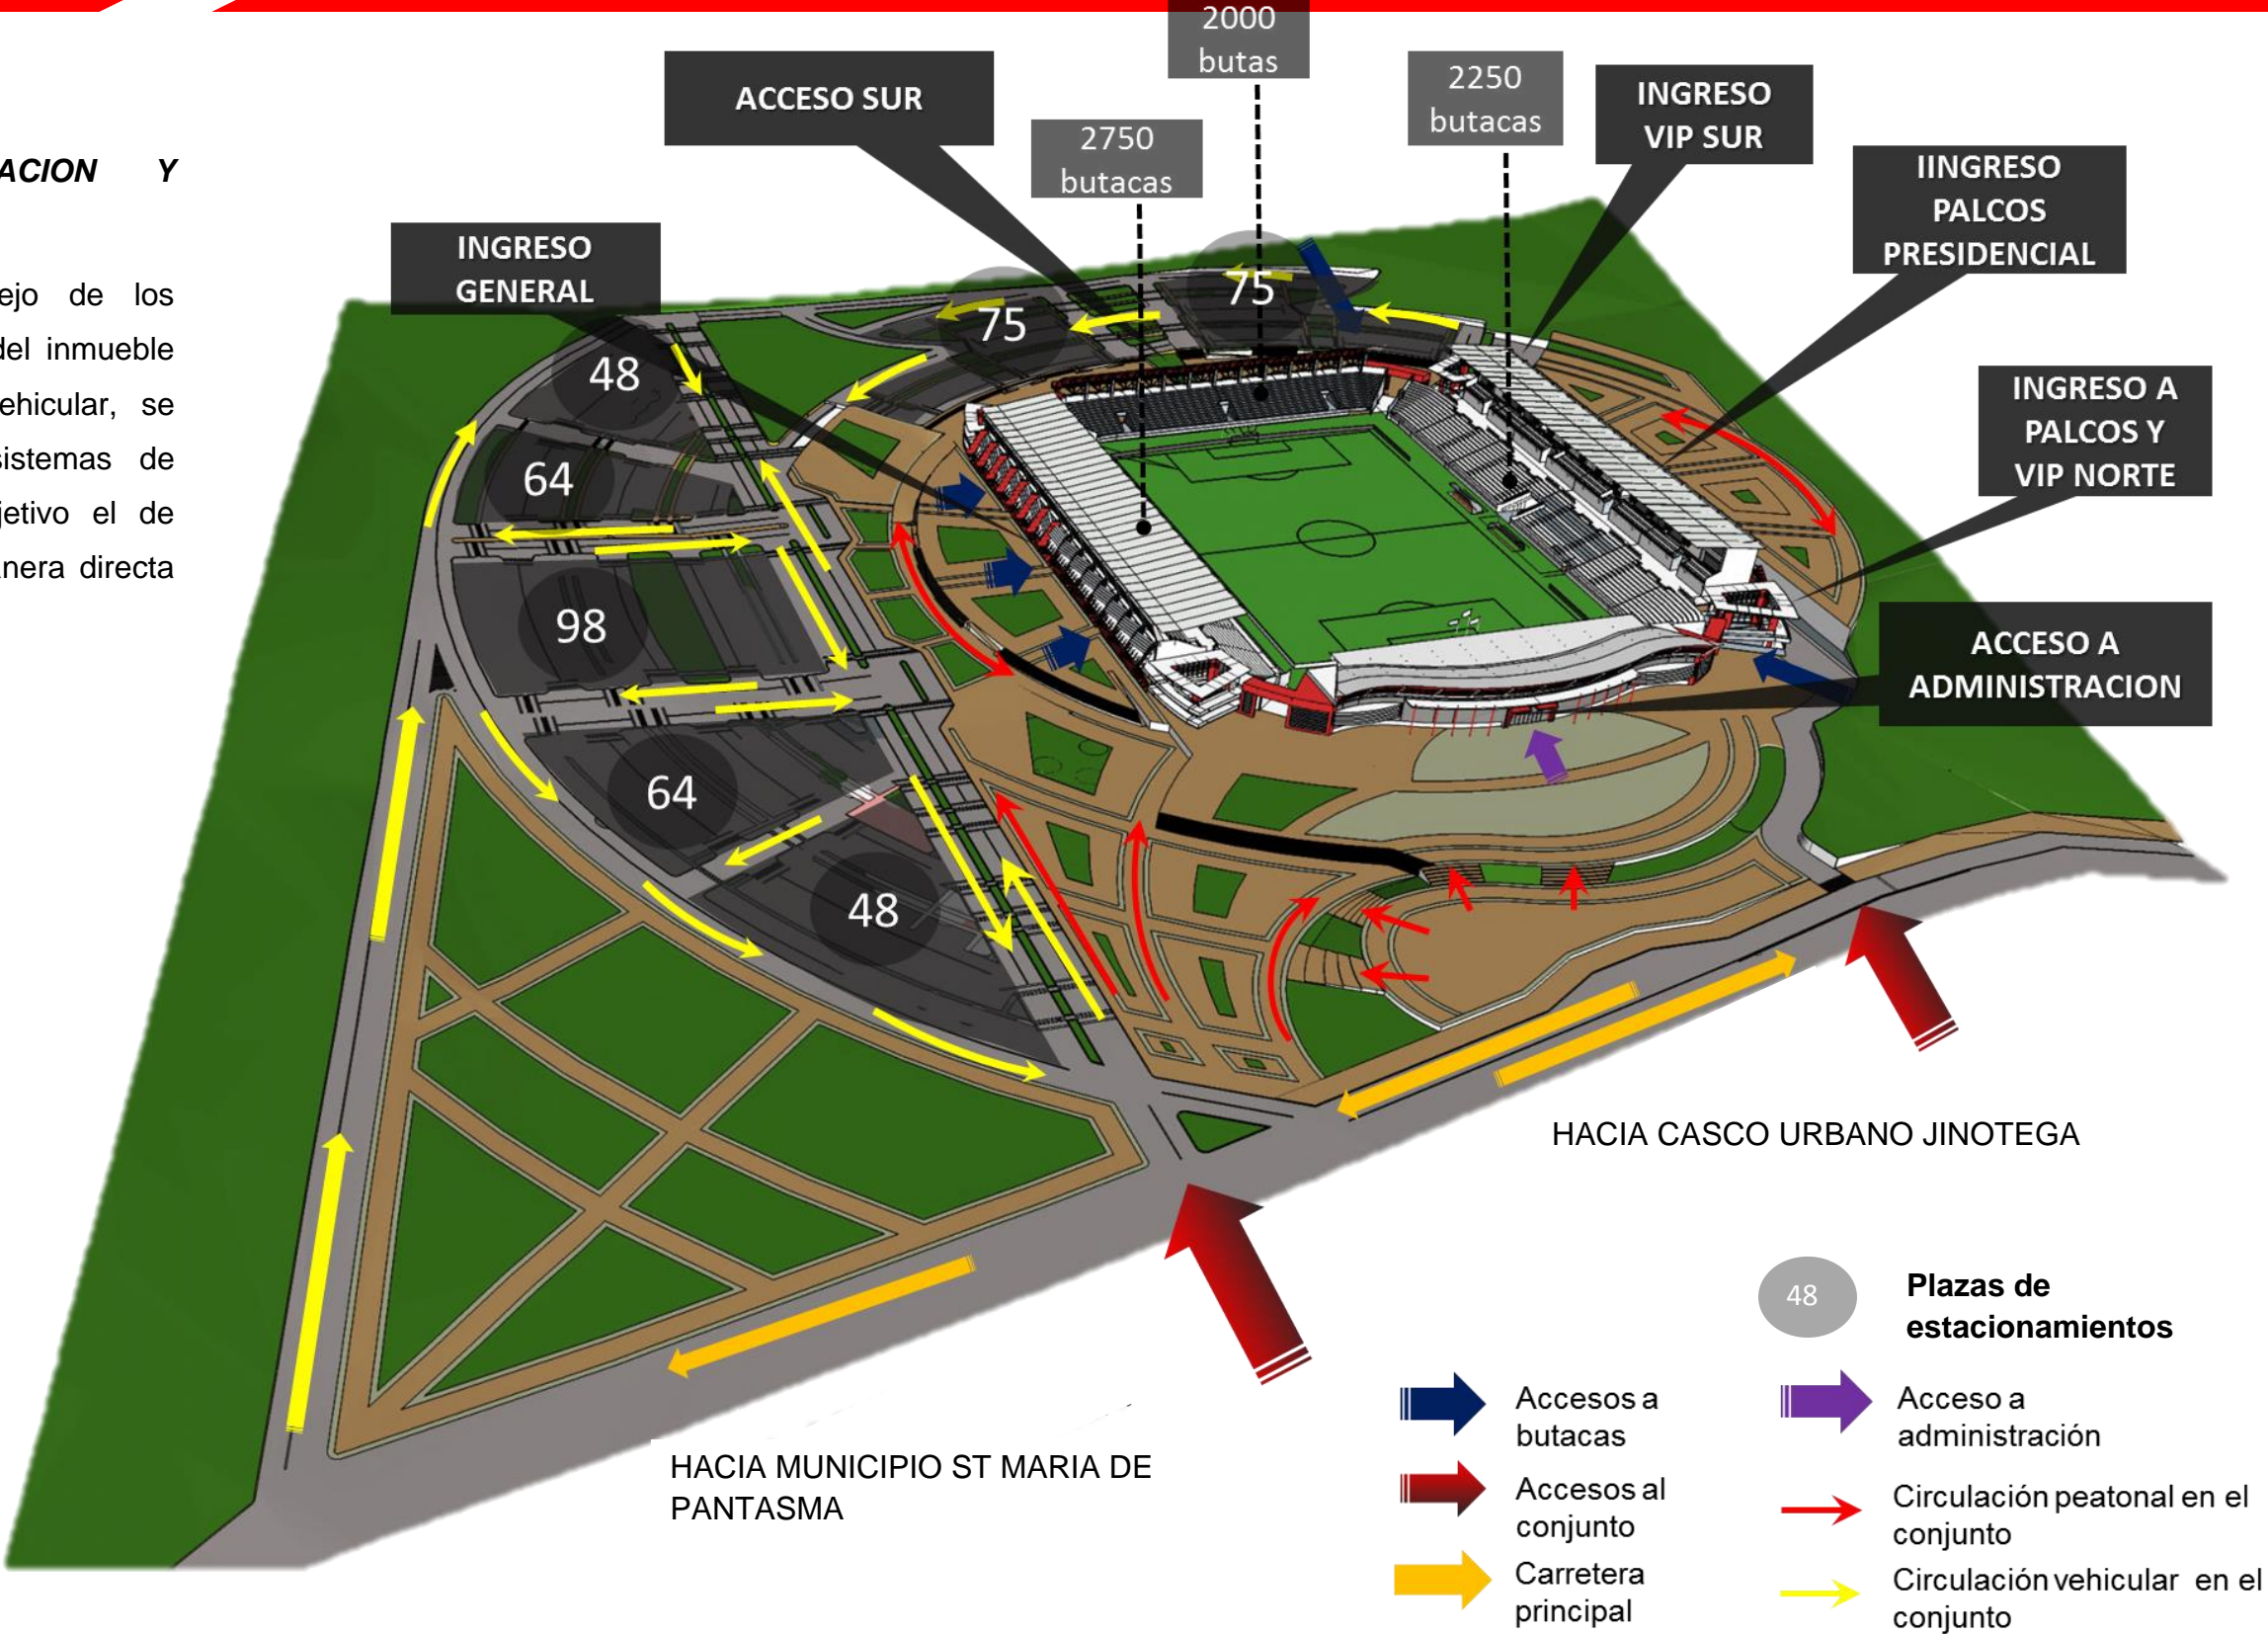 ACION Y
ejo de los
del inmueble
ehicular, se
sistemas de
jetivo el de
anera directa
2000
butas
ACCESO SUR
2750
butacas
2250
butacas
INGRESO
VIP SUR
IINGRESO
PALCOS
PRESIDENCIAL
INGRESO
GENERAL
INGRESO A
PALCOS Y
VIP NORTE
ACCESO A
ADMINISTRACION
75
75
48
64
98
64
48
HACIA CASCO URBANO JINOTEGA
HACIA MUNICIPIO ST MARIA DE
PANTASMA
48
Plazas de
estacionamientos
Accesos a
butacas
Acceso a
administración
Accesos al
conjunto
Circulación peatonal en el
conjunto
Carretera
principal
Circulación vehicular en el
conjunto